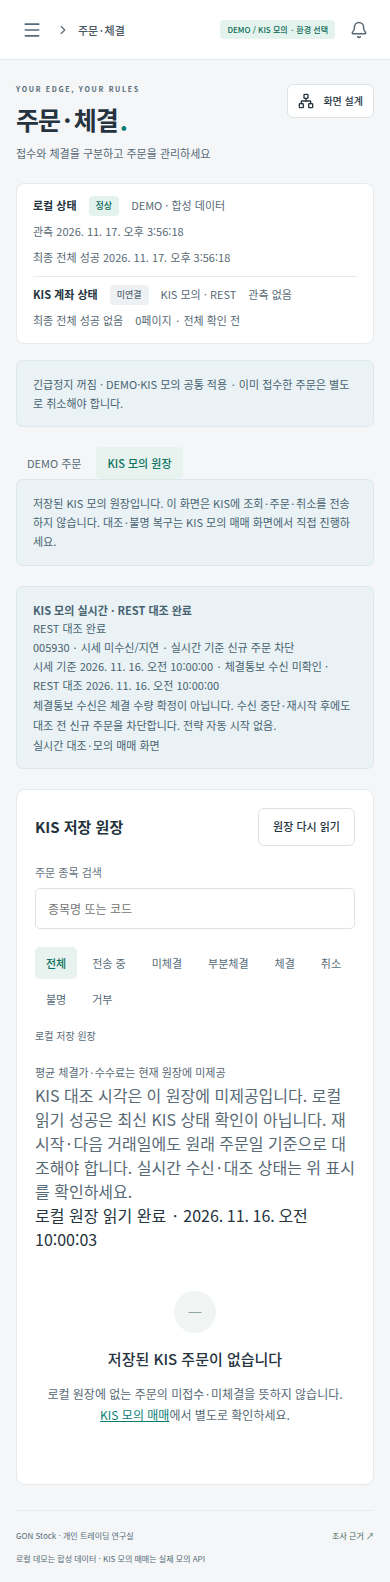 주문·체결
DEMO / KIS 모의 · 환경 선택
YOUR EDGE, YOUR RULES
주문·체결.
화면 설계
접수와 체결을 구분하고 주문을 관리하세요
로컬 상태 정상 DEMO · 합성 데이터
관측 2026. 11. 17. 오후 3:56:18
최종 전체 성공 2026. 11. 17. 오후 3:56:18
KIS 계좌 상태 미연결 KIS 모의 · REST 관측 없음
최종 전체 성공 없음 0페이지 · 전체 확인 전
긴급정지 꺼짐 · DEMO·KIS 모의 공통 적용 · 이미 접수한 주문은 별도
로 취소해야 합니다.
DEMO 주문 KIS 모의 원장
저장된 KIS 모의 원장입니다. 이 화면은 KIS에 조회·주문·취소를 전송
하지 않습니다. 대조·불명 복구는 KIS 모의 매매 화면에서 직접 진행하
세요.
KIS 모의 실시간 · REST 대조 완료
REST 대조 완료
005930 · 시세 미수신/지연 · 실시간 기준 신규 주문 차단
시세 기준 2026. 11. 16. 오전 10:00:00 · 체결통보 수신 미확인 ·
REST 대조 2026. 11. 16. 오전 10:00:00
체결통보 수신은 체결 수량 확정이 아닙니다. 수신 중단·재시작 후에도
대조 전 신규 주문을 차단합니다. 전략 자동 시작 없음.
실시간 대조·모의 매매 화면
KIS 저장 원장
원장 다시 읽기
주문 종목 검색
종목명 또는 코드
전체 전송 중 미체결 부분체결 체결 취소
불명 거부
로컬 저장 원장
평균 체결가·수수료는 현재 원장에 미제공
KIS 대조 시각은 이 원장에 미제공입니다. 로컬
읽기 성공은 최신 KIS 상태 확인이 아닙니다. 재
시작·다음 거래일에도 원래 주문일 기준으로 대
조해야 합니다. 실시간 수신·대조 상태는 위 표시
를 확인하세요.
로컬 원장 읽기 완료 · 2026. 11. 16. 오전
10:00:03
저장된 KIS 주문이 없습니다
로컬 원장에 없는 주문의 미접수·미체결을 뜻하지 않습니다.
KIS 모의 매매에서 별도로 확인하세요.
GON Stock · 개인 트레이딩 연구실
조사 근거 ↗
로컬 데모는 합성 데이터 · KIS 모의 매매는 실제 모의 API